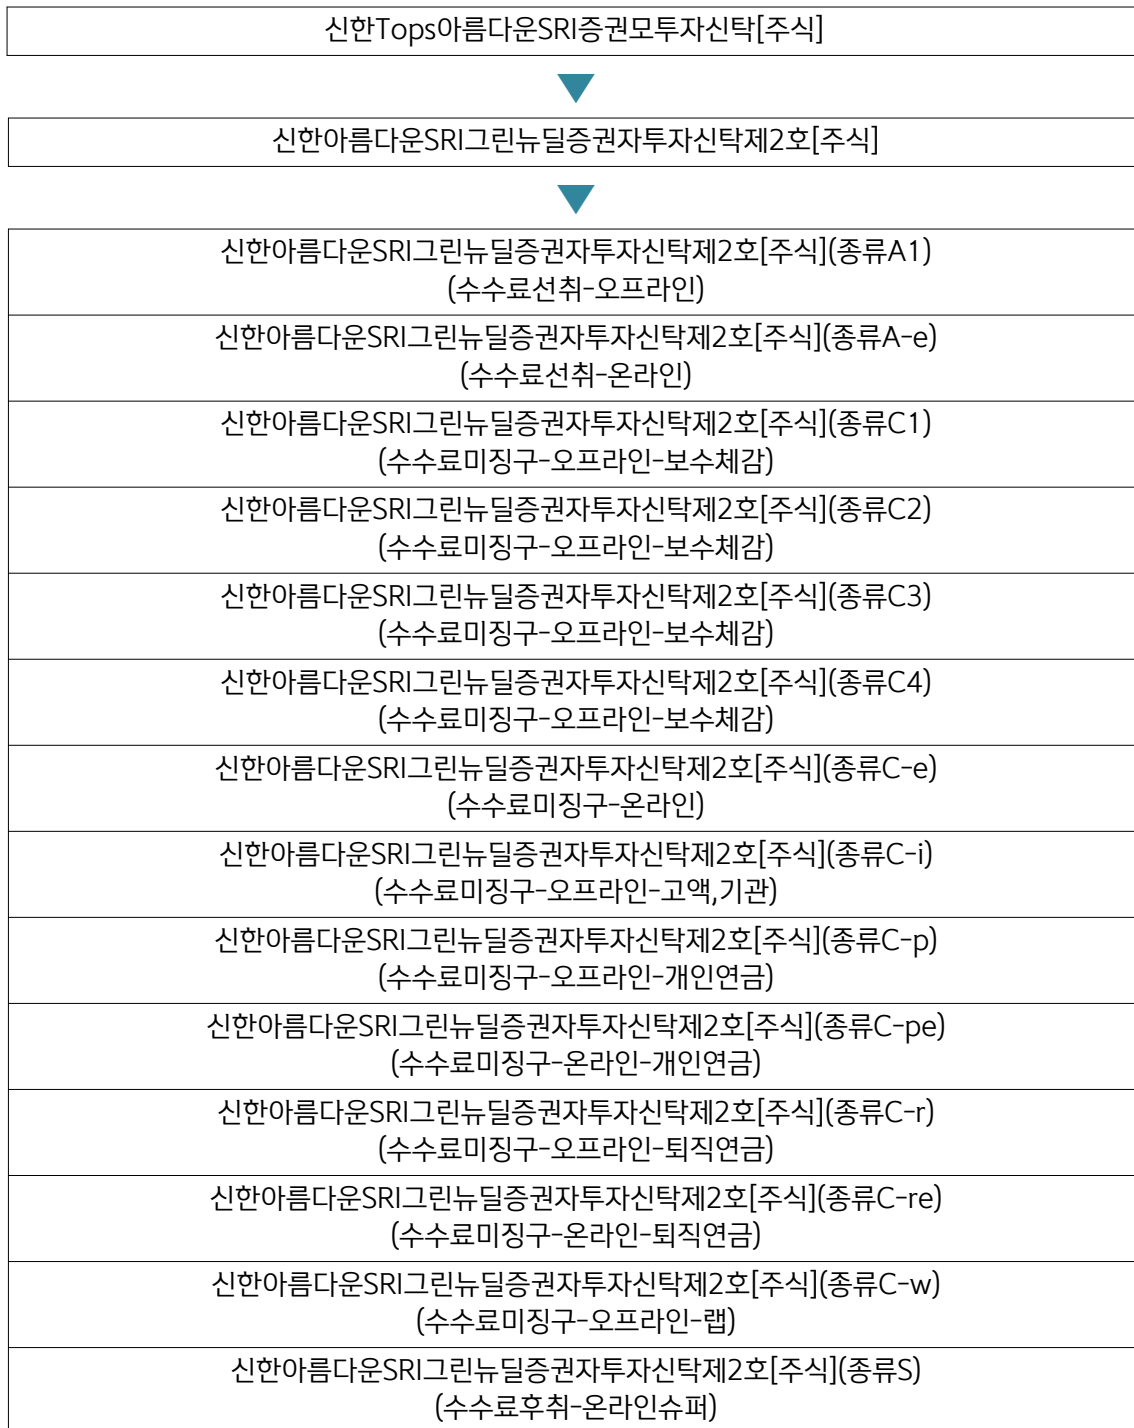 신한Tops아름다운SRI증권모투자신탁[주식]
신한아름다운SRI그린뉴딜증권자투자신탁제2호[주식]
신한아름다운SRI그린뉴딜증권자투자신탁제2호[주식](종류A1)
(수수료선취-오프라인)
신한아름다운SRI그린뉴딜증권자투자신탁제2호[주식](종류A-e)
(수수료선취-온라인)
신한아름다운SRI그린뉴딜증권자투자신탁제2호[주식](종류C1)
(수수료미징구-오프라인-보수체감)
신한아름다운SRI그린뉴딜증권자투자신탁제2호[주식](종류C2)
(수수료미징구-오프라인-보수체감)
신한아름다운SRI그린뉴딜증권자투자신탁제2호[주식](종류C3)
(수수료미징구-오프라인-보수체감)
신한아름다운SRI그린뉴딜증권자투자신탁제2호[주식](종류C4)
(수수료미징구-오프라인-보수체감)
신한아름다운SRI그린뉴딜증권자투자신탁제2호[주식](종류C-e)
(수수료미징구-온라인)
신한아름다운SRI그린뉴딜증권자투자신탁제2호[주식](종류C-i)
(수수료미징구-오프라인-고액,기관)
신한아름다운SRI그린뉴딜증권자투자신탁제2호[주식](종류C-p)
(수수료미징구-오프라인-개인연금)
신한아름다운SRI그린뉴딜증권자투자신탁제2호[주식](종류C-pe)
(수수료미징구-온라인-개인연금)
신한아름다운SRI그린뉴딜증권자투자신탁제2호[주식](종류C-r)
(수수료미징구-오프라인-퇴직연금)
신한아름다운SRI그린뉴딜증권자투자신탁제2호[주식](종류C-re)
(수수료미징구-온라인-퇴직연금)
신한아름다운SRI그린뉴딜증권자투자신탁제2호[주식](종류C-w)
(수수료미징구-오프라인-랩)
신한아름다운SRI그린뉴딜증권자투자신탁제2호[주식](종류S)
(수수료후취-온라인슈퍼)